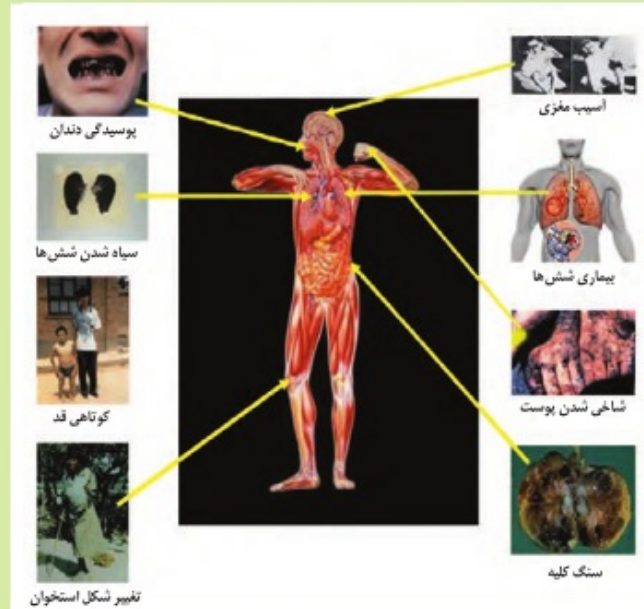 پوسیدگی دندان
آسیب مغزی
سیاه شدن شش‌ها
بیماری شش‌ها
کوتاهی قد
شاخی شدن پوست
تغییر شکل استخوان
سنگ کلیه